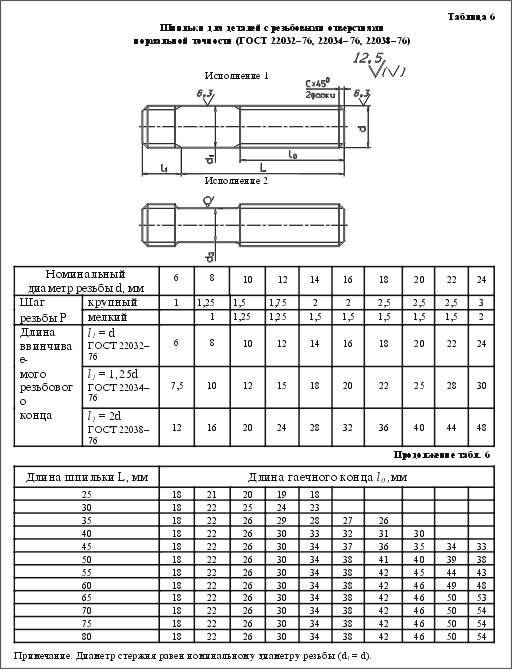 Таблица 6
Шпильки для деталей с резьбовыми отверстиями
нормальной точности (ГОСТ 22032–76, 22034–76, 22038–76)
12,5 (√)
Исполнение 1
6,3 C×45° 6,3
2 фаски
d₁ l₀ d
l₁ L
Исполнение 2
d₂
Номинальный 6 8 10 12 14 16 18 20 22 24
диаметр резьбы d, мм
Шаг крупный 1 1,25 1,5 1,75 2 2 2,5 2,5 2,5 3
резьбы P мелкий 1 1,25 1,25 1,5 1,5 1,5 1,5 1,5 2
Длина l₁ = d
ввинчива ГОСТ 22032– 6 8 10 12 14 16 18 20 22 24
е- 76
мого l₁ = 1,25d
резьбовог ГОСТ 22034– 7,5 10 12 15 18 20 22 25 28 30
о 76
конца l₁ = 2d
ГОСТ 22038– 12 16 20 24 28 32 36 40 44 48
76
Продолжение табл. 6
Длина шпильки L, мм Длина гаечного конца l₀, мм
25 18 21 20 19 18
30 18 22 25 24 23
35 18 22 26 29 28 27 26
40 18 22 26 30 33 32 31 30
45 18 22 26 30 34 37 36 35 34 33
50 18 22 26 30 34 38 41 40 39 38
55 18 22 26 30 34 38 42 45 44 43
60 18 22 26 30 34 38 42 46 49 48
65 18 22 26 30 34 38 42 46 50 53
70 18 22 26 30 34 38 42 46 50 54
75 18 22 26 30 34 38 42 46 50 54
80 18 22 26 30 34 38 42 46 50 54
Примечание. Диаметр стержня равен номинальному диаметру резьбы (d₁ = d).